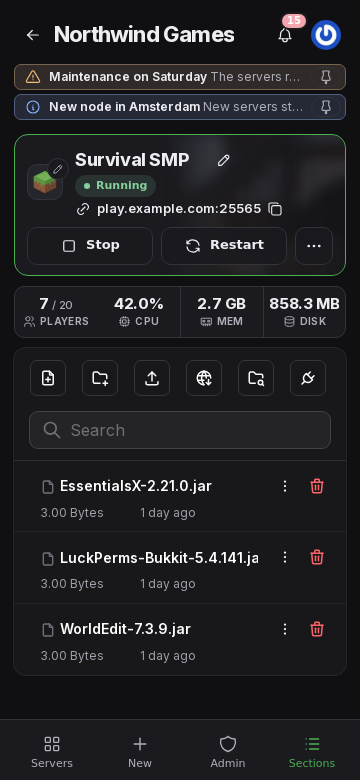 Northwind Games
15
Maintenance on Saturday The servers r...
New node in Amsterdam New servers st...
Survival SMP
Running
play.example.com:25565
Stop
Restart
7 / 20
PLAYERS
42.0%
CPU
2.7 GB
MEM
858.3 MB
DISK
Search
EssentialsX-2.21.0.jar
3.00 Bytes 1 day ago
LuckPerms-Bukkit-5.4.141.ja
3.00 Bytes 1 day ago
WorldEdit-7.3.9.jar
3.00 Bytes 1 day ago
Servers
New
Admin
Sections